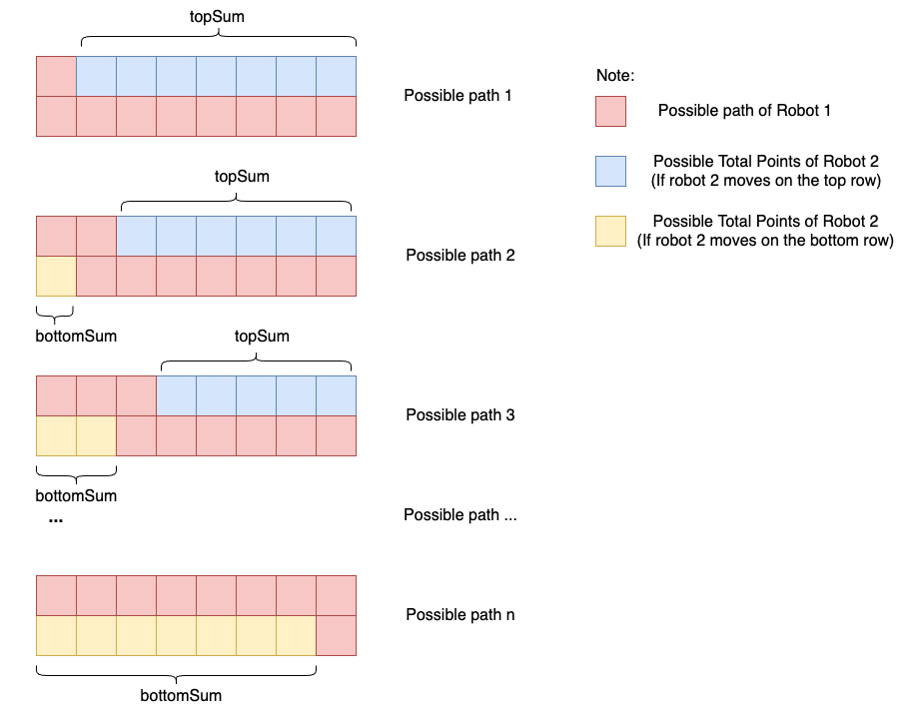 topSum
Possible path 1
Note:
Possible path of Robot 1
Possible Total Points of Robot 2
(If robot 2 moves on the top row)
Possible Total Points of Robot 2
(If robot 2 moves on the bottom row)
topSum
Possible path 2
bottomSum
topSum
Possible path 3
bottomSum
...
Possible path ...
Possible path n
bottomSum